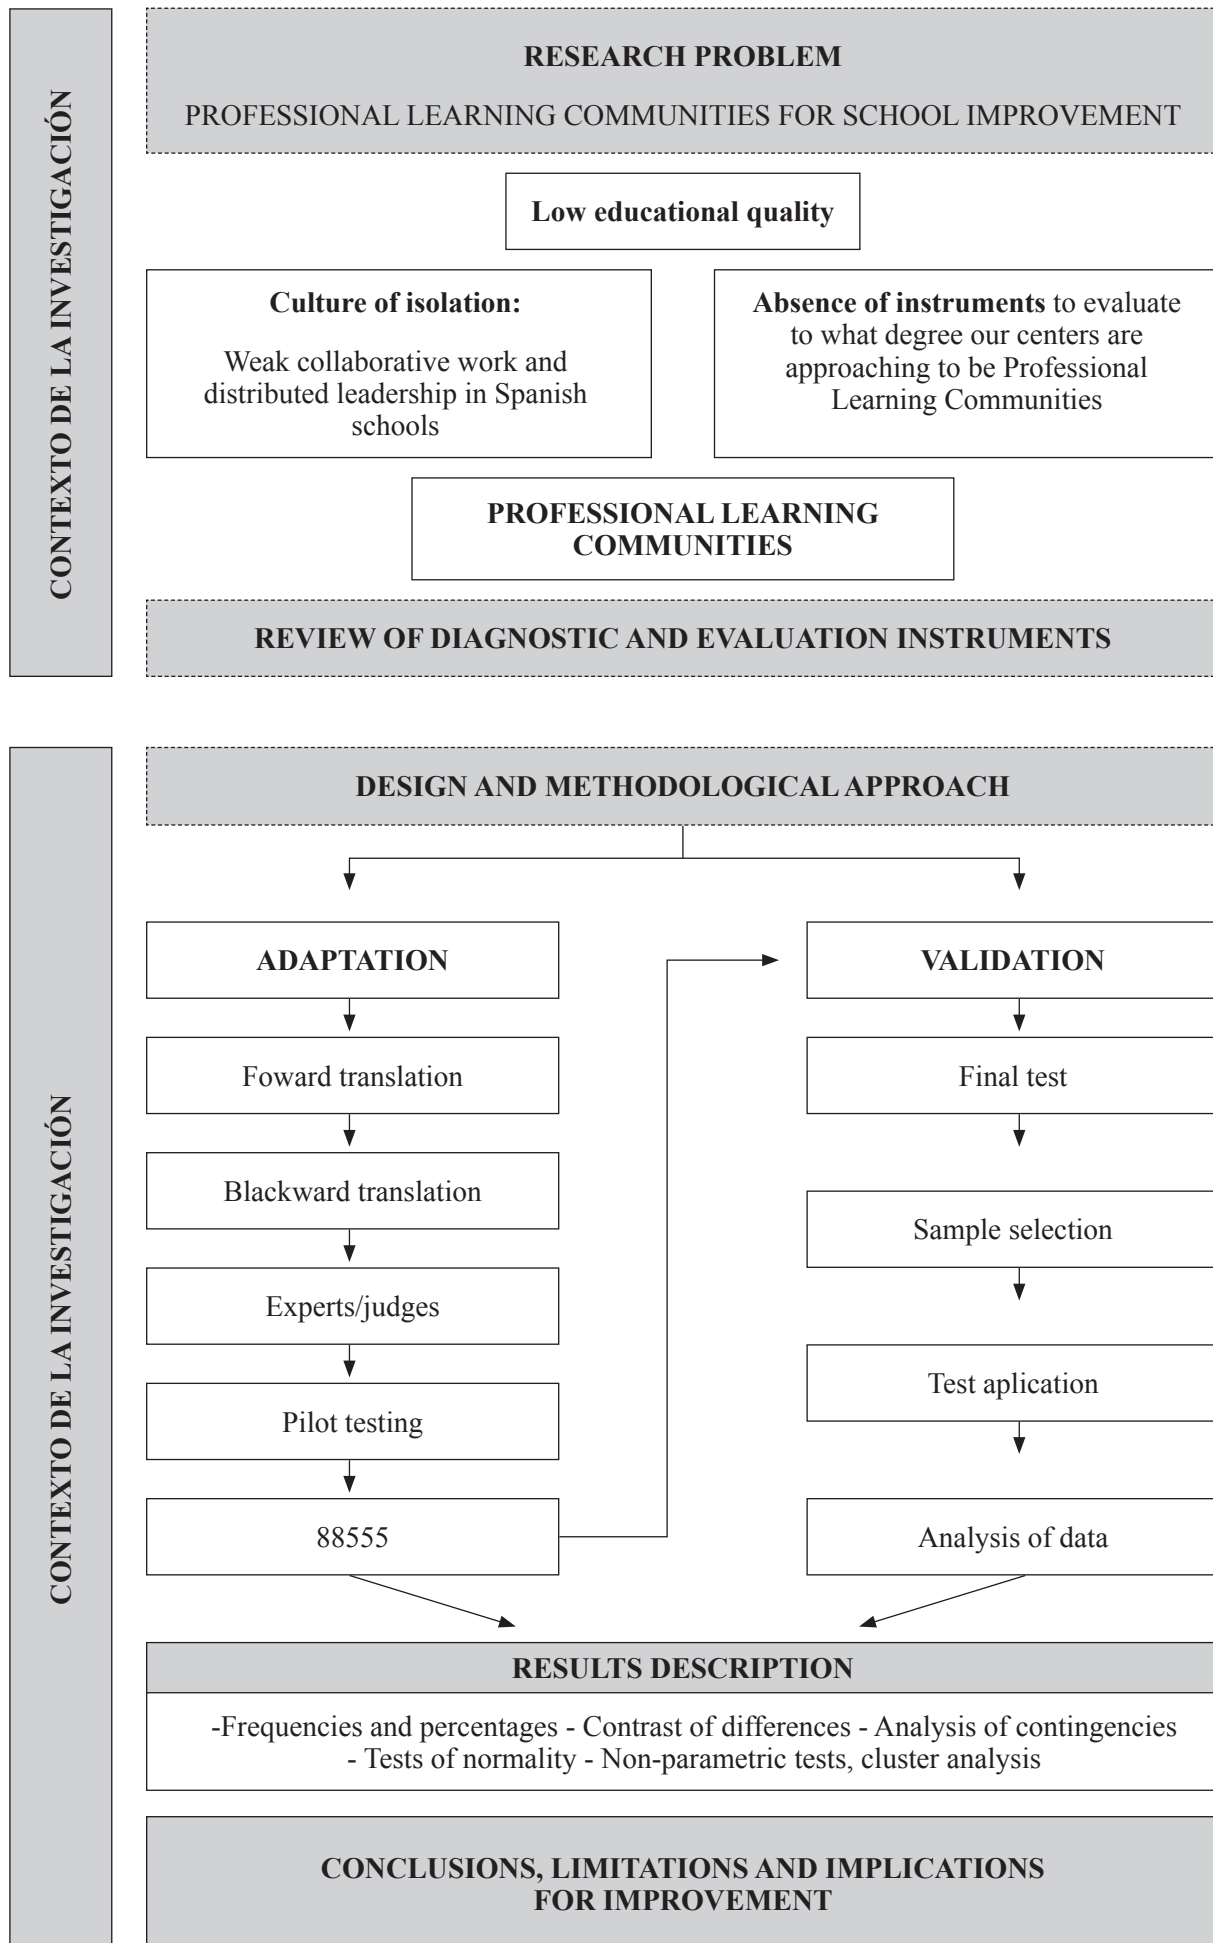 CONTEXTO DE LA INVESTIGACIÓN
RESEARCH PROBLEM
PROFESSIONAL LEARNING COMMUNITIES FOR SCHOOL IMPROVEMENT
Low educational quality
Culture of isolation:
Weak collaborative work and
distributed leadership in Spanish
schools
Absence of instruments to evaluate
to what degree our centers are
approaching to be Professional
Learning Communities
PROFESSIONAL LEARNING
COMMUNITIES
REVIEW OF DIAGNOSTIC AND EVALUATION INSTRUMENTS
CONTEXTO DE LA INVESTIGACIÓN
DESIGN AND METHODOLOGICAL APPROACH
ADAPTATION
Foward translation
Blackward translation
Experts/judges
Pilot testing
88555
VALIDATION
Final test
Sample selection
Test aplication
Analysis of data
RESULTS DESCRIPTION
-Frequencies and percentages - Contrast of differences - Analysis of contingencies
- Tests of normality - Non-parametric tests, cluster analysis
CONCLUSIONS, LIMITATIONS AND IMPLICATIONS
FOR IMPROVEMENT